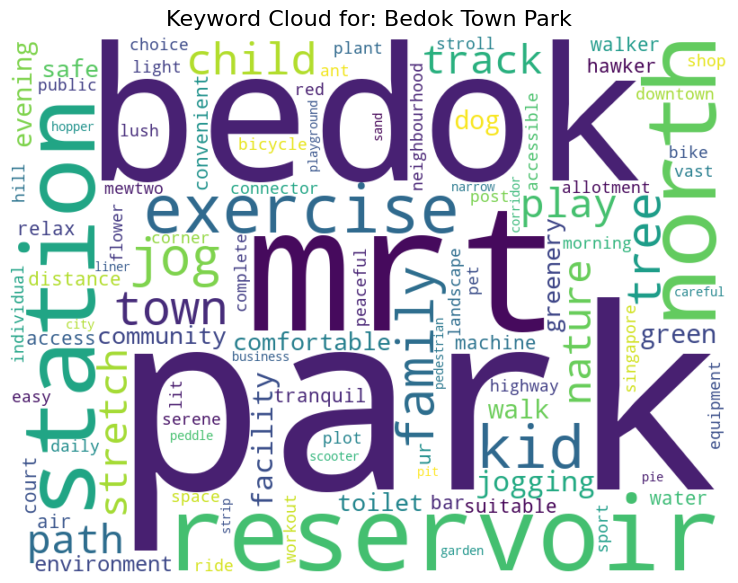 Keyword Cloud for: Bedok Town Park
evening
safe
public
hopper
choice
light
child
plant
ant
stroll
track
walker
hawker
shop
downtown
bedok
lush
red
bicycle
playground
sand
neighbourhood
dog
accessible
bike
vast
north
station
hill
mewtwo
convenient
connector
narrow
post
corridor
allotment
relax
flower
exercise
play
tree
greenery
morning
individual
liner
corner
jog
mrt
complete
peaceful
landscape
pet
nature
distance
city
access
town
community
comfortable
business
family
pedestrian
machine
careful
green
singapore
equipment
easy
daily
stretch
lit
serene
peddle
park
tranquil
plot
scooter
ur
highway
walk
kid
court
air
space
facility
toilet
bar
pit
jogging
suitable
pie
water
path
environment
ride
strip
workout
reservoir
garden
sport